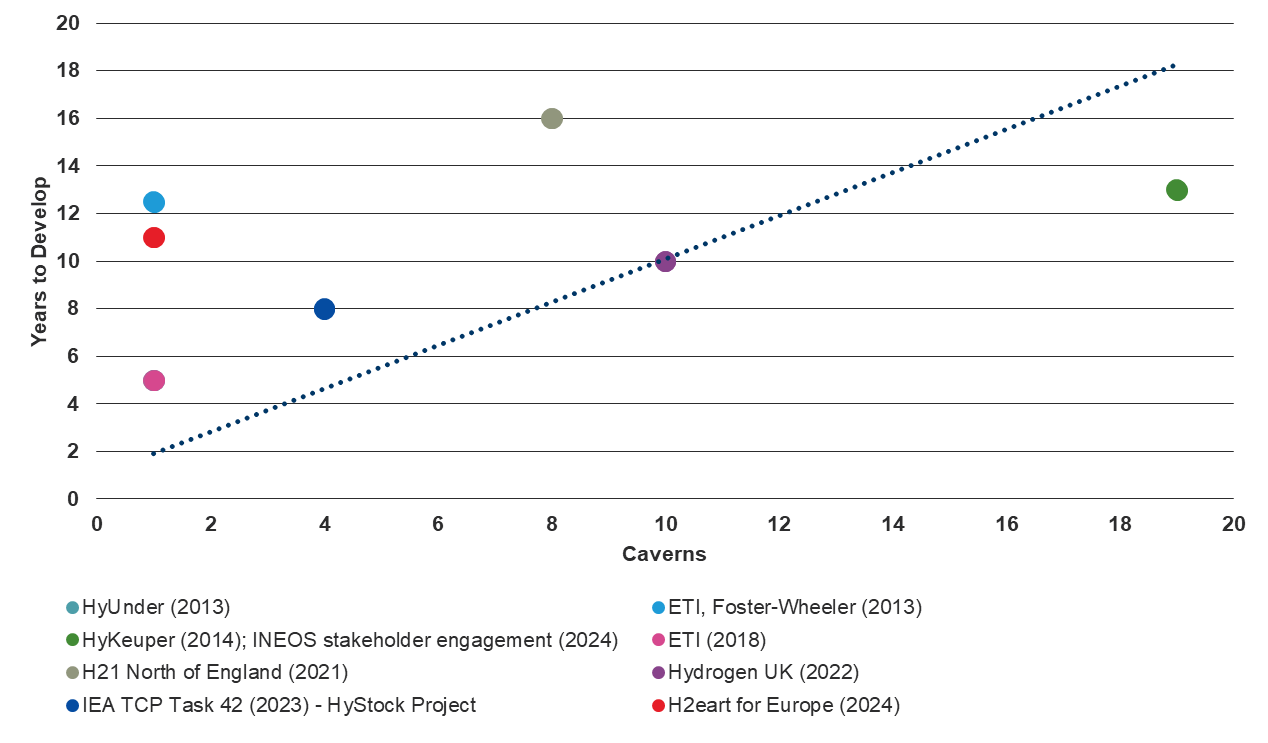 20
18
16
14
12
10
8
6
4
2
0
Years to Develop
0 2 4 6 8 10 12 14 16 18 20
Caverns
HyUnder (2013)
ETI, Foster-Wheeler (2013)
HyKeuper (2014); INEOS stakeholder engagement (2024)
ETI (2018)
H21 North of England (2021)
Hydrogen UK (2022)
IEA TCP Task 42 (2023) - HyStock Project
H2eart for Europe (2024)